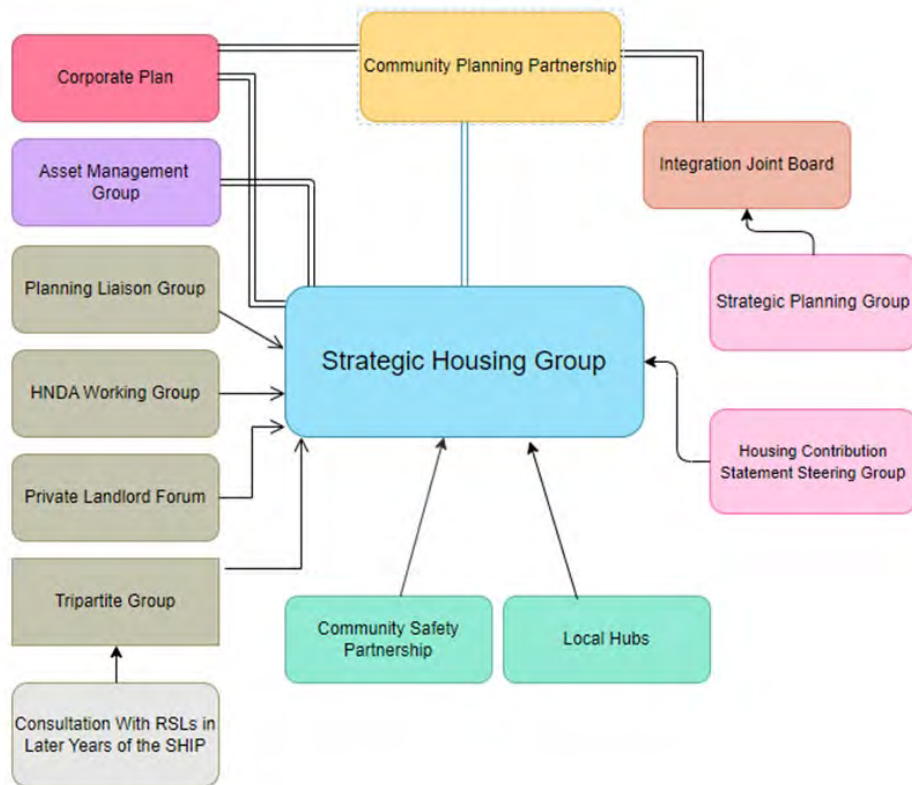 Corporate Plan
Community Planning Partnership
Asset Management
Group
Integration Joint Board
Planning Liaison Group
Strategic Planning Group
Strategic Housing Group
HNDA Working Group
Housing Contribution
Statement Steering Group
Private Landlord Forum
Tripartite Group
Community Safety
Partnership
Local Hubs
Consultation With RSLs in
Later Years of the SHIP